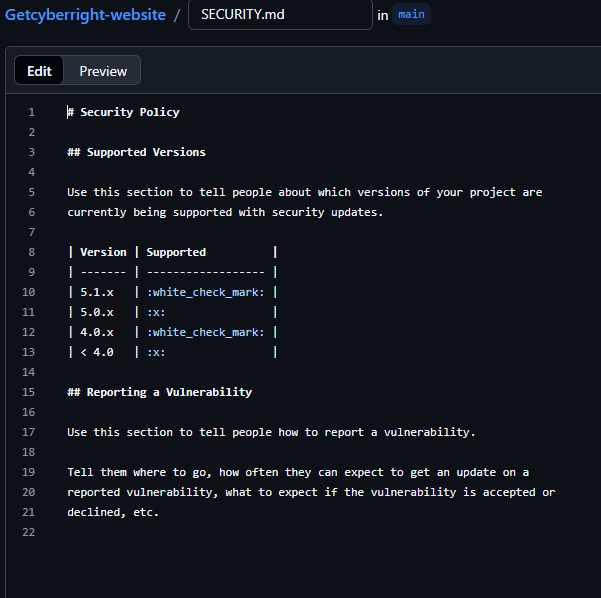 Getcyberright-website / SECURITY.md in main
Edit Preview
1 # Security Policy
2
3 ## Supported Versions
4
5 Use this section to tell people about which versions of your project are
6 currently being supported with security updates.
7
8 | Version | Supported          |
9 | ------- | ------------------ |
10 | 5.1.x   | :white_check_mark: |
11 | 5.0.x   | :x:                |
12 | 4.0.x   | :white_check_mark: |
13 | < 4.0   | :x:                |
14
15 ## Reporting a Vulnerability
16
17 Use this section to tell people how to report a vulnerability.
18
19 Tell them where to go, how often they can expect to get an update on a
20 reported vulnerability, what to expect if the vulnerability is accepted or
21 declined, etc.
22